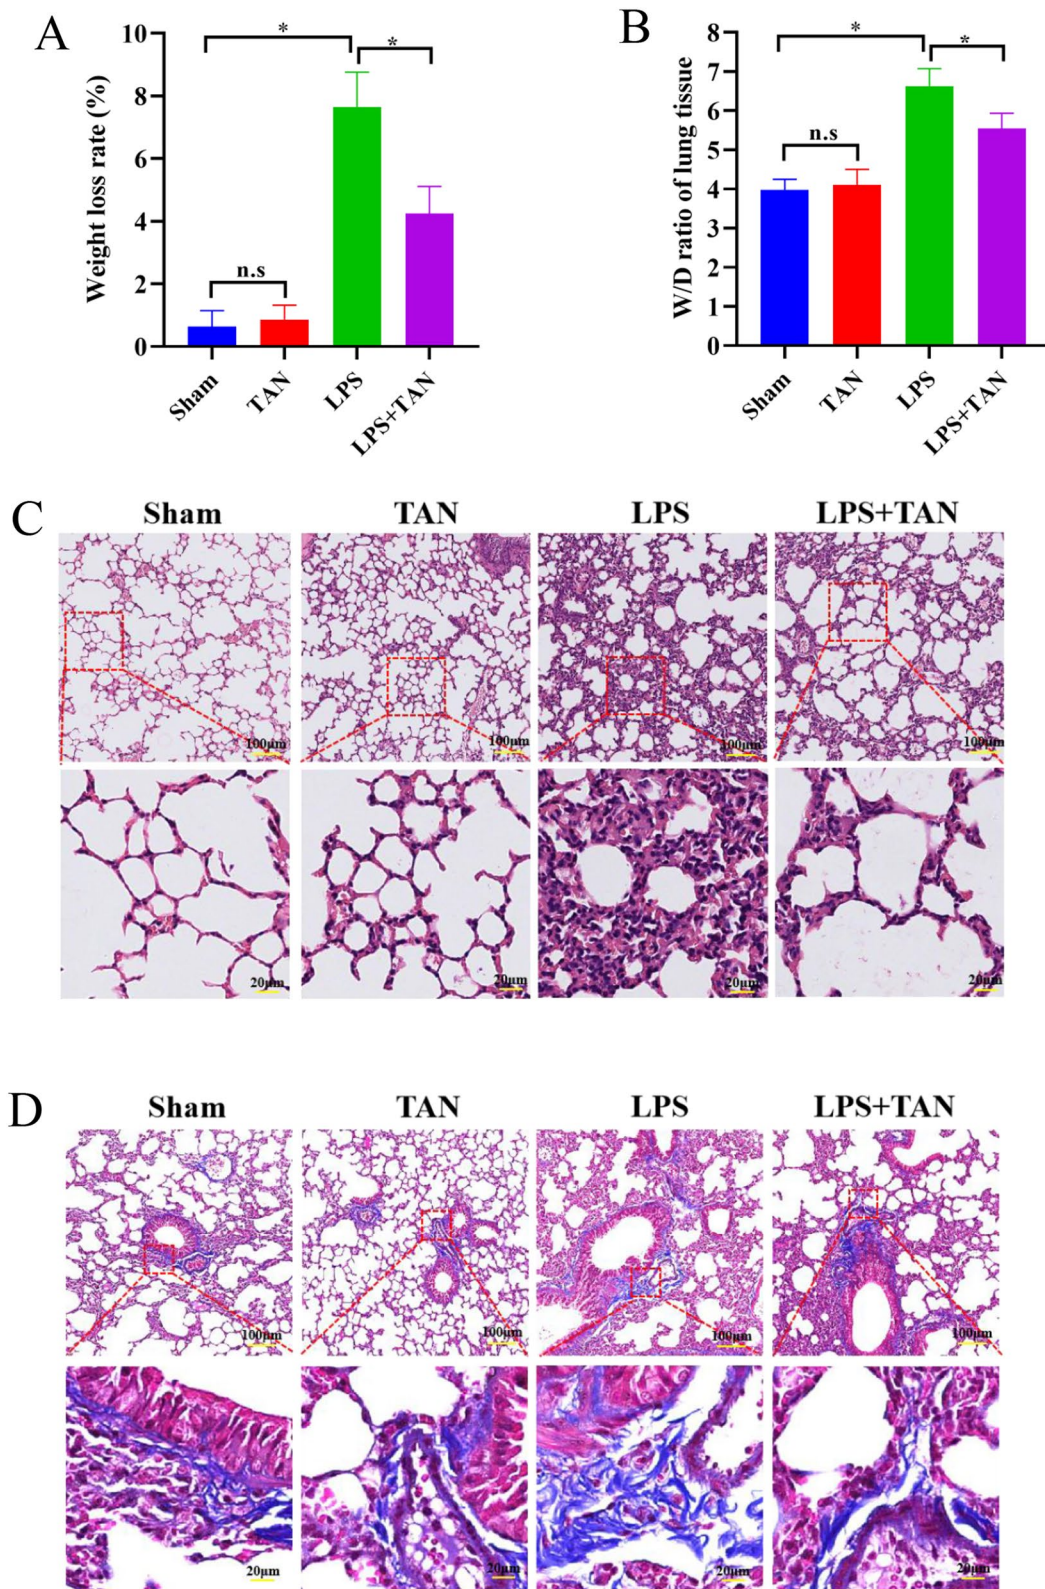 A
Weight loss rate (%)
10
8
6
4
2
0
*
*
n.s
Sham
TAN
LPS
LPS+TAN
B
W/D ratio of lung tissue
8
7
6
5
4
3
2
1
0
*
*
n.s
Sham
TAN
LPS
LPS+TAN
C
Sham TAN LPS LPS+TAN
100μm 100μm 100μm 100μm
20μm 20μm 20μm 20μm
D
Sham TAN LPS LPS+TAN
100μm 100μm 100μm 100μm
20μm 20μm 20μm 20μm